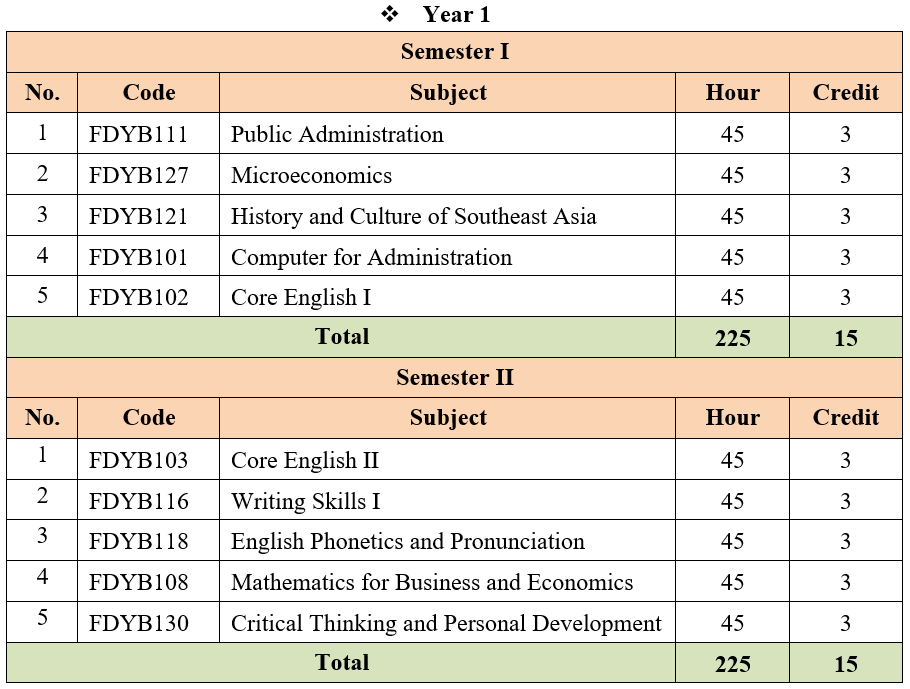 ❖ Year 1
Semester I
No. Code Subject Hour Credit
1 FDYB111 Public Administration 45 3
2 FDYB127 Microeconomics 45 3
3 FDYB121 History and Culture of Southeast Asia 45 3
4 FDYB101 Computer for Administration 45 3
5 FDYB102 Core English I 45 3
Total 225 15
Semester II
No. Code Subject Hour Credit
1 FDYB103 Core English II 45 3
2 FDYB116 Writing Skills I 45 3
3 FDYB118 English Phonetics and Pronunciation 45 3
4 FDYB108 Mathematics for Business and Economics 45 3
5 FDYB130 Critical Thinking and Personal Development 45 3
Total 225 15